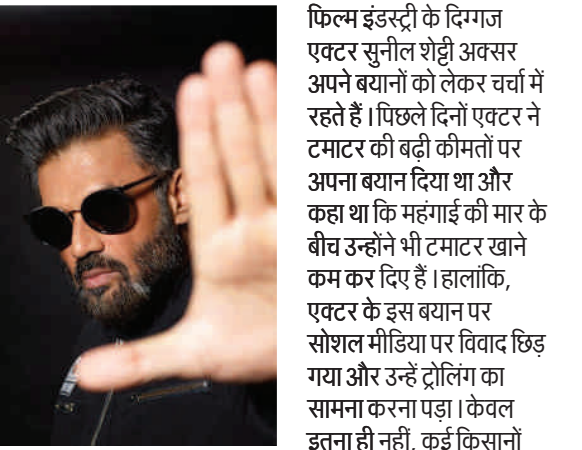 फिल्म इंडस्ट्री के दिग्गज
एक्टर सुनील शेट्टी अक्सर
अपने बयानों को लेकर चर्चा में
रहते हैं। पिछले दिनों एक्टर ने
टमाटर की बढ़ी कीमतों पर
अपना बयान दिया था और
कहा था कि महंगाई की मार के
बीच उन्होंने भी टमाटर खाने
कम कर दिए हैं। हालांकि,
एक्टर के इस बयान पर
सोशल मीडिया पर विवाद छिड़
गया और उन्हें ट्रोलिंग का
सामना करना पड़ा। केवल
इतना ही नहीं, कई किसानों